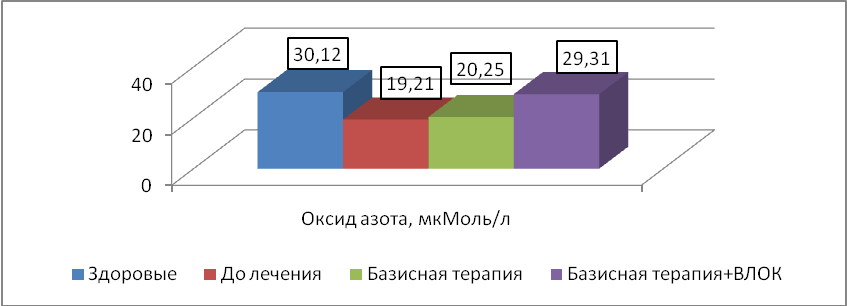 30,12
19,21
20,25
29,31
40
20
0
Оксид азота, мкМоль/л
Здоровые
До лечения
Базисная терапия
Базисная терапия+ВЛОК